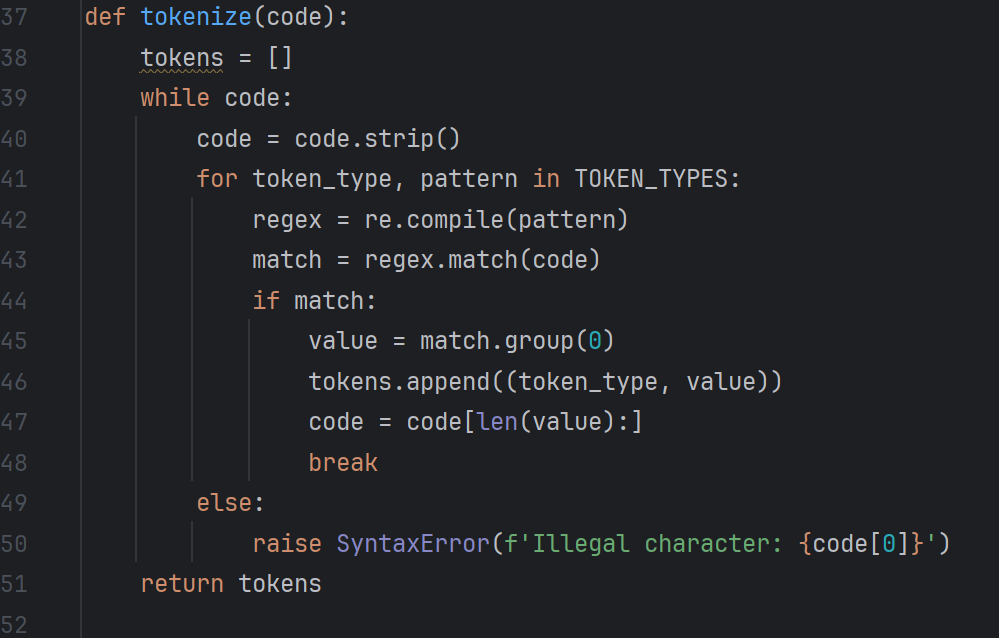 37 def tokenize(code):
38 tokens = []
39 while code:
40 code = code.strip()
41 for token_type, pattern in TOKEN_TYPES:
42 regex = re.compile(pattern)
43 match = regex.match(code)
44 if match:
45 value = match.group(0)
46 tokens.append((token_type, value))
47 code = code[len(value):]
48 break
49 else:
50 raise SyntaxError(f'Illegal character: {code[0]}')
51 return tokens
52